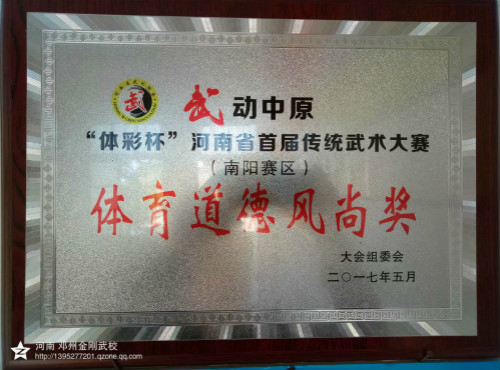 武动中原
“体彩杯”河南省首届传统武术大赛
（南阳赛区）
体育道德风尚奖
大会组委会
二〇一七年五月
河南 邓州金刚武校
http://1395277201.qzone.qq.com